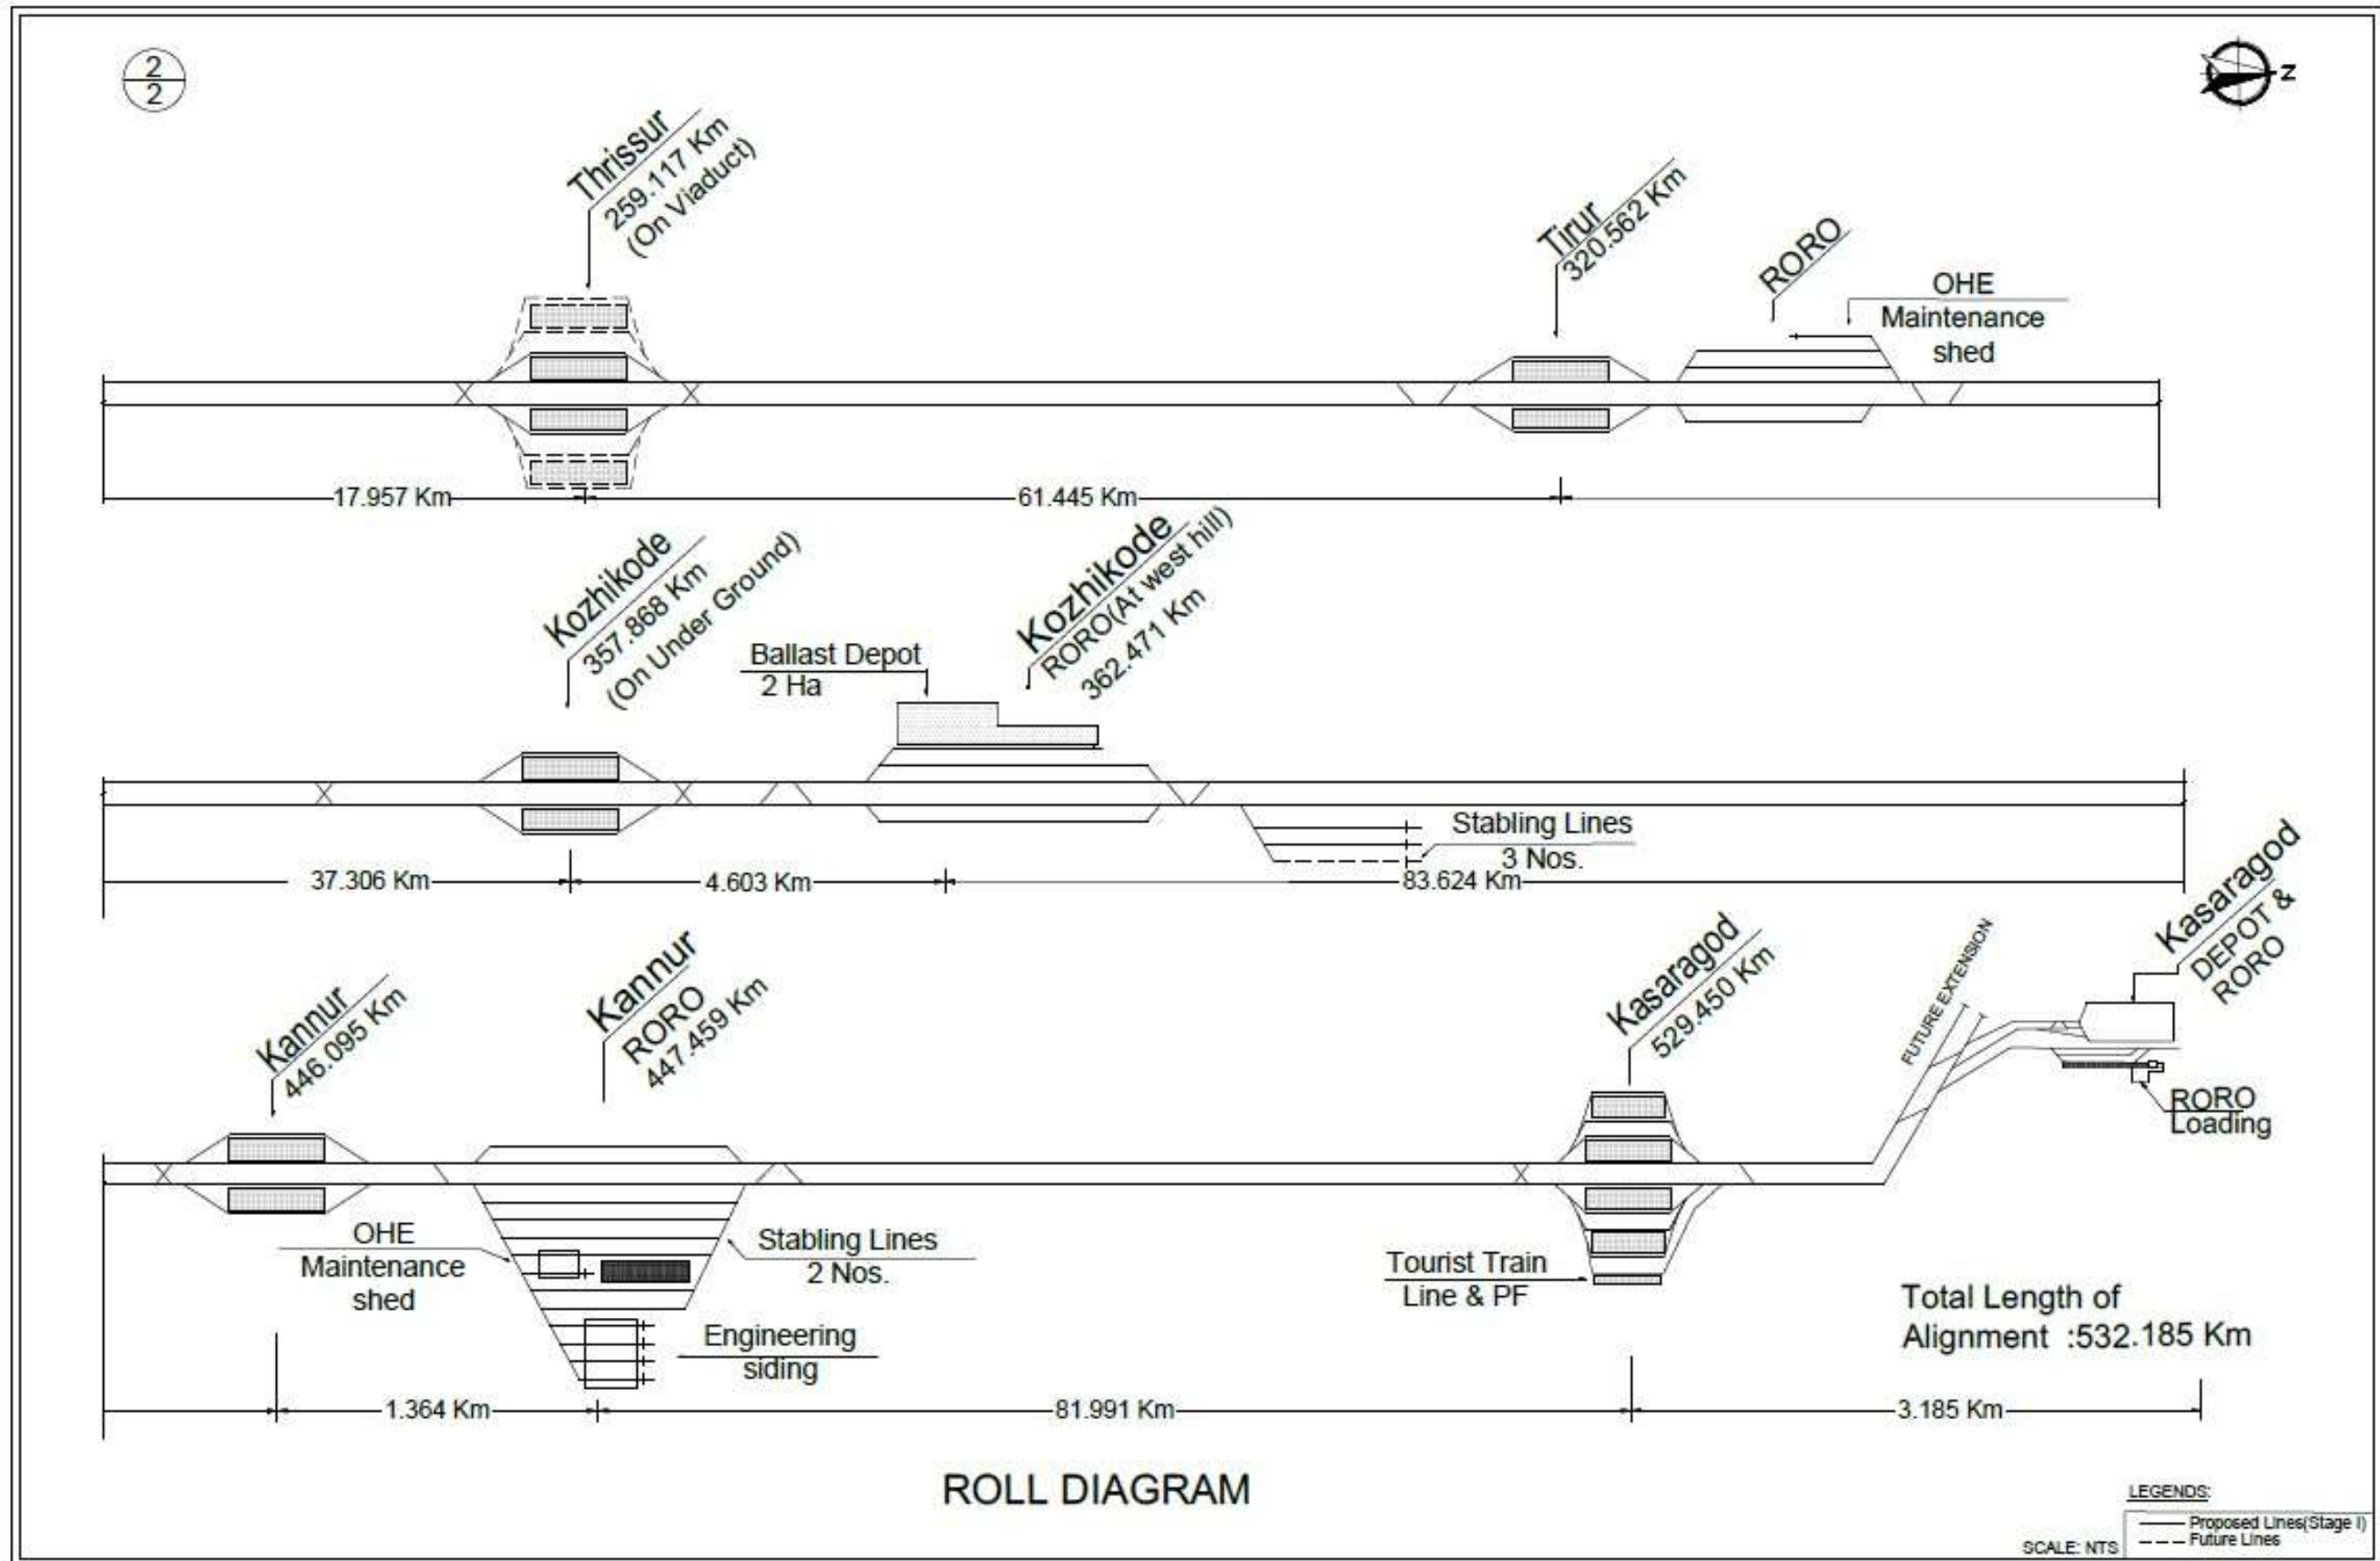 2
2
N
Thrissur
259.117 Km
(On Viaduct)
Tirur
320.562 Km
RORO
OHE
Maintenance
shed
17.957 Km
61.445 Km
Kozhikode
357.868 Km
(On Under Ground)
Ballast Depot
2 Ha
Kozhikode
RORO(At west hill)
362.471 Km
Stabling Lines
3 Nos.
37.306 Km
4.603 Km
83.624 Km
Kannur
446.095 Km
Kannur
RORO
447.459 Km
Kasaragod
529.450 Km
FUTURE EXTENSION
Kasaragod
DEPOT &
RORO
RORO
Loading
OHE
Maintenance
shed
Stabling Lines
2 Nos.
Engineering
siding
Tourist Train
Line & PF
Total Length of
Alignment :532.185 Km
1.364 Km
81.991 Km
3.185 Km
ROLL DIAGRAM
LEGENDS:
Proposed Lines(Stage I)
Future Lines
SCALE: NTS